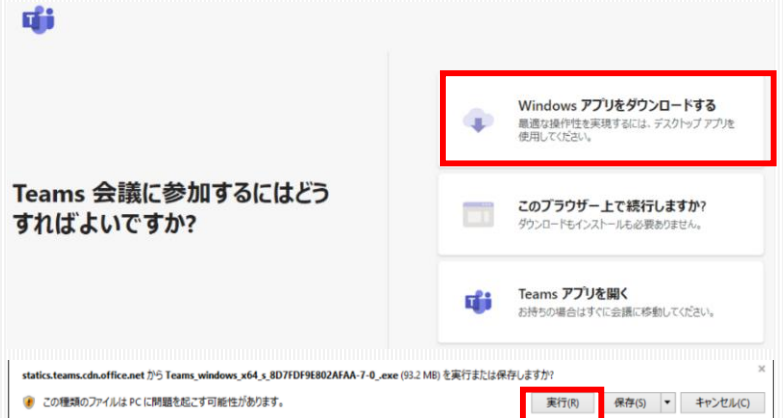 Windows アプリをダウンロードする
最適な操作性を実現するには、デスクトップ アプリを
使用してください。
Teams 会議に参加するにはどう
すればよいですか?
このブラウザー上で続行しますか?
ダウンロードもインストールも必要ありません。
Teams アプリを開く
お持ちの場合はすぐに会議に移動してください。
statics.teams.cdn.office.net から Teams_windows_x64_s_8D7FDF9E802AFAA-7-0_.exe (93.2 MB) を実行または保存しますか?
この種類のファイルは PC に問題を起こす可能性があります。
実行(R) 保存(S) キャンセル(C)